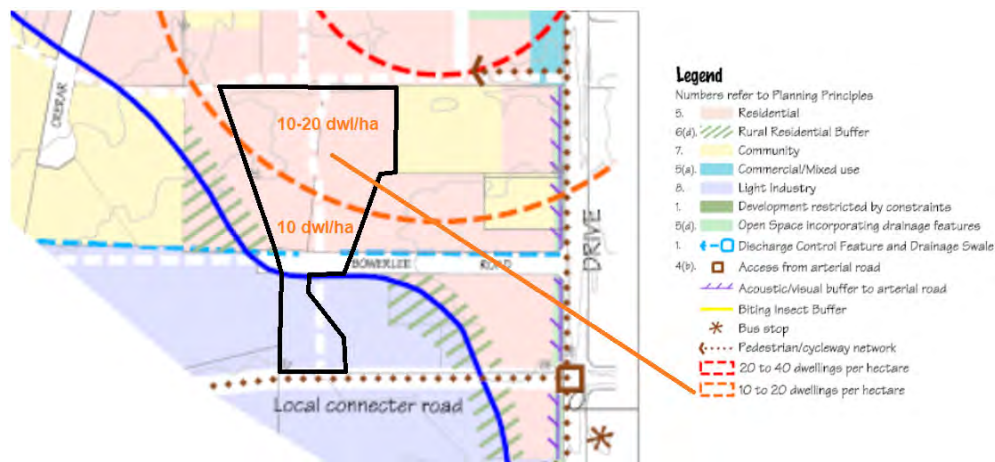 CRERAR
10-20 dwl/ha
10 dwl/ha
BOWERLEE ROAD
DRIVE
Local connecter road
Legend
Numbers refer to Planning Principles
5. Residential
6(d). Rural Residential Buffer
7. Community
5(a). Commercial/Mixed use
8. Light Industry
1. Development restricted by constraints
5(d). Open Space incorporating drainage features
1. Discharge Control Feature and Drainage Swale
4(b). Access from arterial road
Acoustic/visual buffer to arterial road
Biting Insect Buffer
Bus stop
Pedestrian/cycleway network
20 to 40 dwellings per hectare
10 to 20 dwellings per hectare